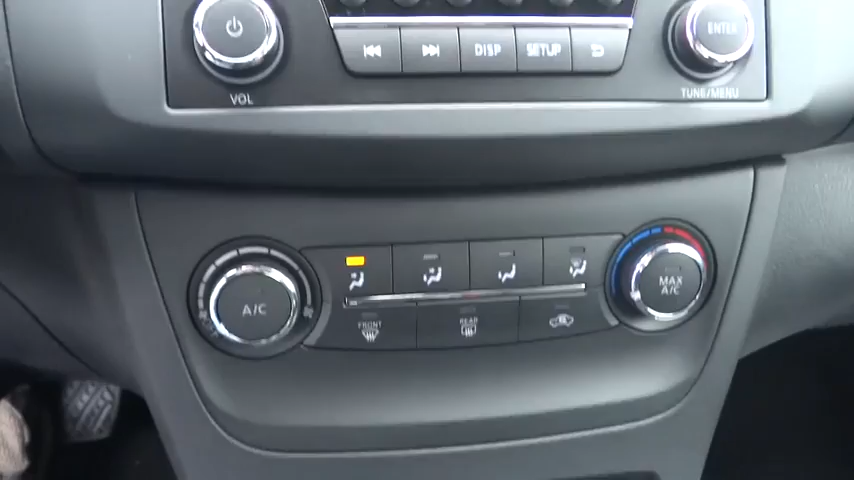 DISP SETUP
ENTER
VOL
TUNE/MENU
A/C
MAX
A/C
FRONT
REAR